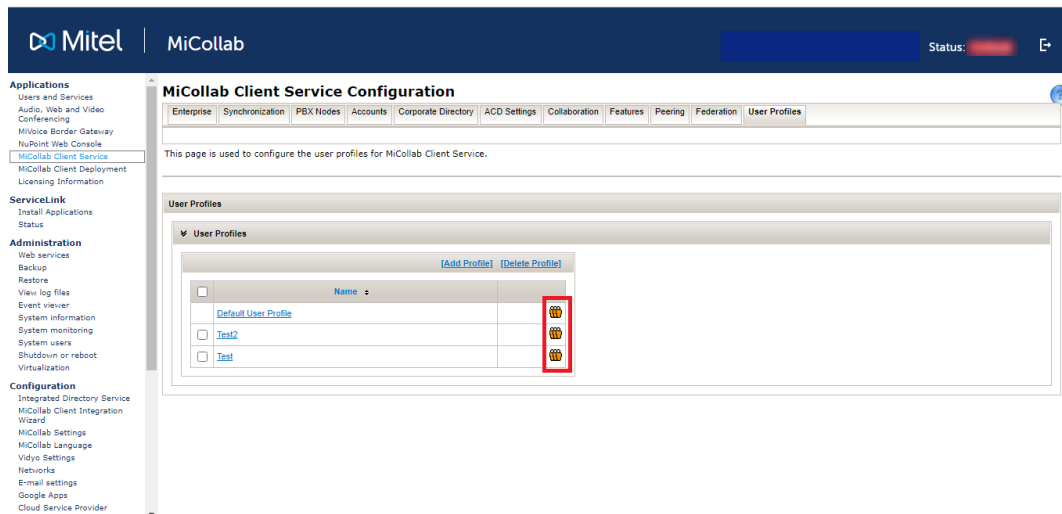 Mitel | MiCollab
Status:
Applications
Users and Services
Audio, Web and Video
Conferencing
MiVoice Border Gateway
NuPoint Web Console
MiCollab Client Service
MiCollab Client Deployment
Licensing Information
ServiceLink
Install Applications
Status
Administration
Web services
Backup
Restore
View log files
Event viewer
System information
System monitoring
System users
Shutdown or reboot
Virtualization
Configuration
Integrated Directory Service
MiCollab Client Integration
Wizard
MiCollab Settings
MiCollab Language
Vidyo Settings
Networks
E-mail settings
Google Apps
Cloud Service Provider
MiCollab Client Service Configuration
?
Enterprise Synchronization PBX Nodes Accounts Corporate Directory ACD Settings Collaboration Features Peering Federation User Profiles
This page is used to configure the user profiles for MiCollab Client Service.
User Profiles
User Profiles
[Add Profile] [Delete Profile]
Name
Default User Profile
Test2
Test